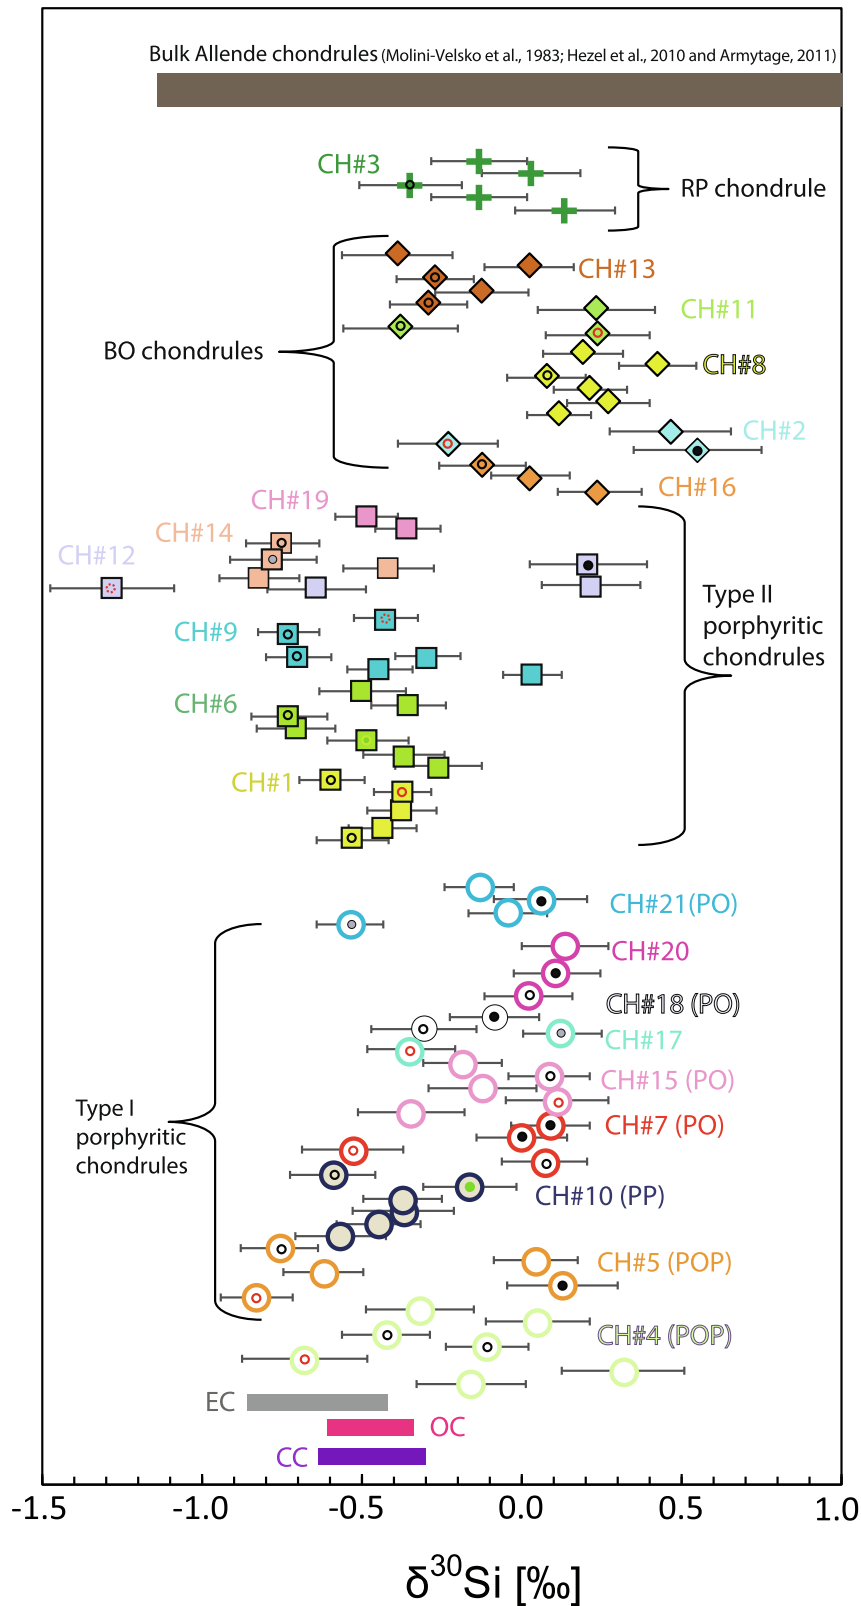 Bulk Allende chondrules (Molini-Velsko et al., 1983; Hezel et al., 2010 and Armytage, 2011)
CH#3
RP chondrule
CH#13
CH#11
BO chondrules
CH#8
CH#2
CH#16
CH#19
CH#14
CH#12
Type II
porphyritic
chondrules
CH#9
CH#6
CH#1
CH#21(PO)
CH#20
CH#18 (PO)
CH#17
CH#15 (PO)
Type I
porphyritic
chondrules
CH#7 (PO)
CH#10 (PP)
CH#5 (POP)
CH#4 (POP)
EC
OC
CC
-1.5 -1.0 -0.5 0.0 0.5 1.0
δ³⁰Si [‰]